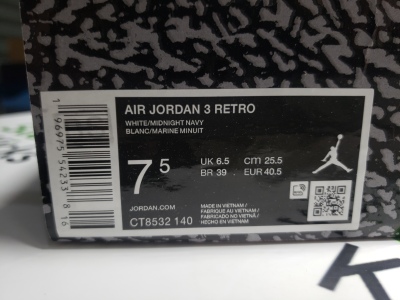 AIR JORDAN 3 RETRO
WHITE/MIDNIGHT NAVY
BLANC/MARINE MINUIT
7 5
UK 6.5 cm 25.5
BR 39 EUR 40.5
JORDAN.COM
CT8532 140
MADE IN VIETNAM /
FABRIQUÉ AU VIETNAM /
FABRICADO NO VIETNÃ /
HECHO EN VIETNAM
K